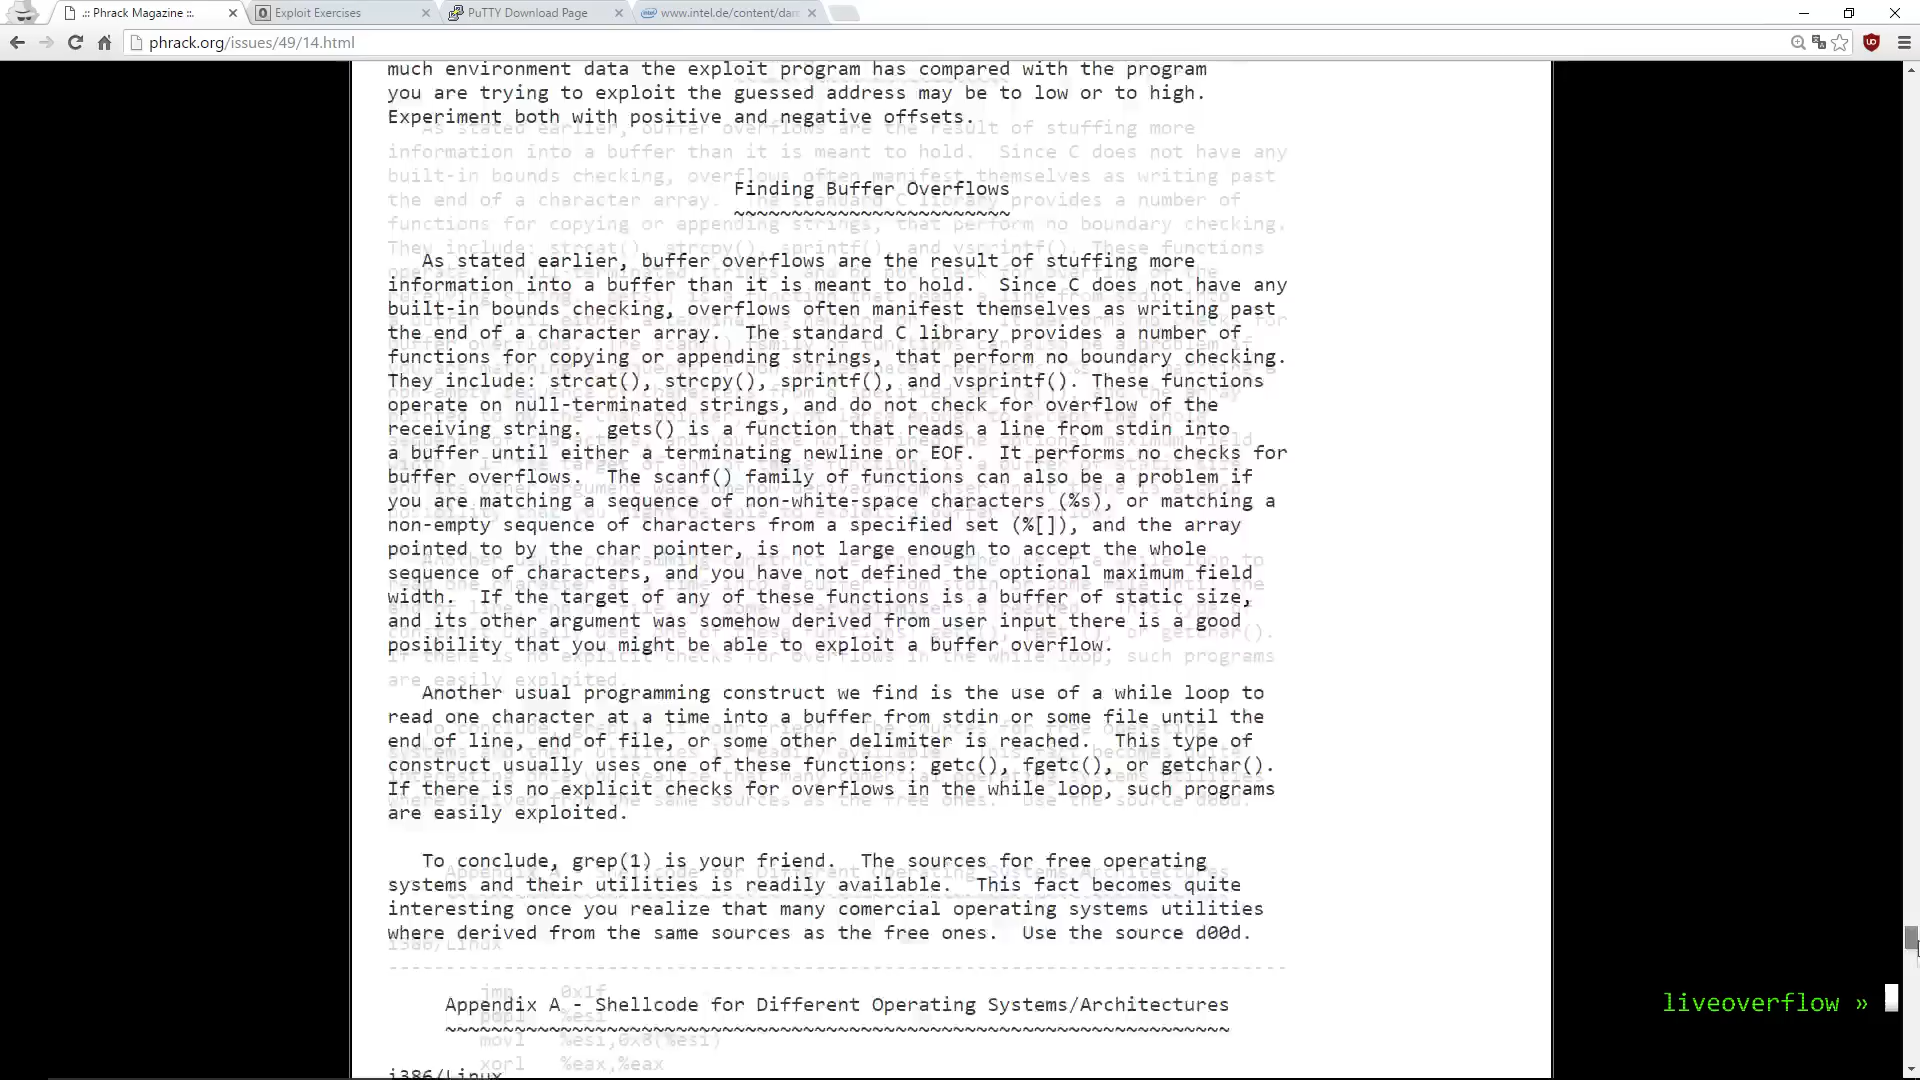 .:: Phrack Magazine ::.
Exploit Exercises
PuTTY Download Page
www.intel.de/content/dam
phrack.org/issues/49/14.html
much environment data the exploit program has compared with the program
you are trying to exploit the guessed address may be to low or to high.
Experiment both with positive and negative offsets.
Finding Buffer Overflows
~~~~~~~~~~~~~~~~~~~~~~~~
As stated earlier, buffer overflows are the result of stuffing more
information into a buffer than it is meant to hold.  Since C does not have any
built-in bounds checking, overflows often manifest themselves as writing past
the end of a character array.  The standard C library provides a number of
functions for copying or appending strings, that perform no boundary checking.
They include: strcat(), strcpy(), sprintf(), and vsprintf(). These functions
operate on null-terminated strings, and do not check for overflow of the
receiving string.  gets() is a function that reads a line from stdin into
a buffer until either a terminating newline or EOF.  It performs no checks for
buffer overflows.  The scanf() family of functions can also be a problem if
you are matching a sequence of non-white-space characters (%s), or matching a
non-empty sequence of characters from a specified set (%[]), and the array
pointed to by the char pointer, is not large enough to accept the whole
sequence of characters, and you have not defined the optional maximum field
width.  If the target of any of these functions is a buffer of static size,
and its other argument was somehow derived from user input there is a good
posibility that you might be able to exploit a buffer overflow.
Another usual programming construct we find is the use of a while loop to
read one character at a time into a buffer from stdin or some file until the
end of line, end of file, or some other delimiter is reached.  This type of
construct usually uses one of these functions: getc(), fgetc(), or getchar().
If there is no explicit checks for overflows in the while loop, such programs
are easily exploited.
To conclude, grep(1) is your friend.  The sources for free operating
systems and their utilities is readily available.  This fact becomes quite
interesting once you realize that many comercial operating systems utilities
where derived from the same sources as the free ones.  Use the source d00d.
Appendix A - Shellcode for Different Operating Systems/Architectures
~~~~~~~~~~~~~~~~~~~~~~~~~~~~~~~~~~~~~~~~~~~~~~~~~~~~~~~~~~~~~~~~~~~~
jmp    0x1f
popl   %esi
movl   %esi,0x8(%esi)
xorl   %eax,%eax
i386/Linux
liveoverflow »